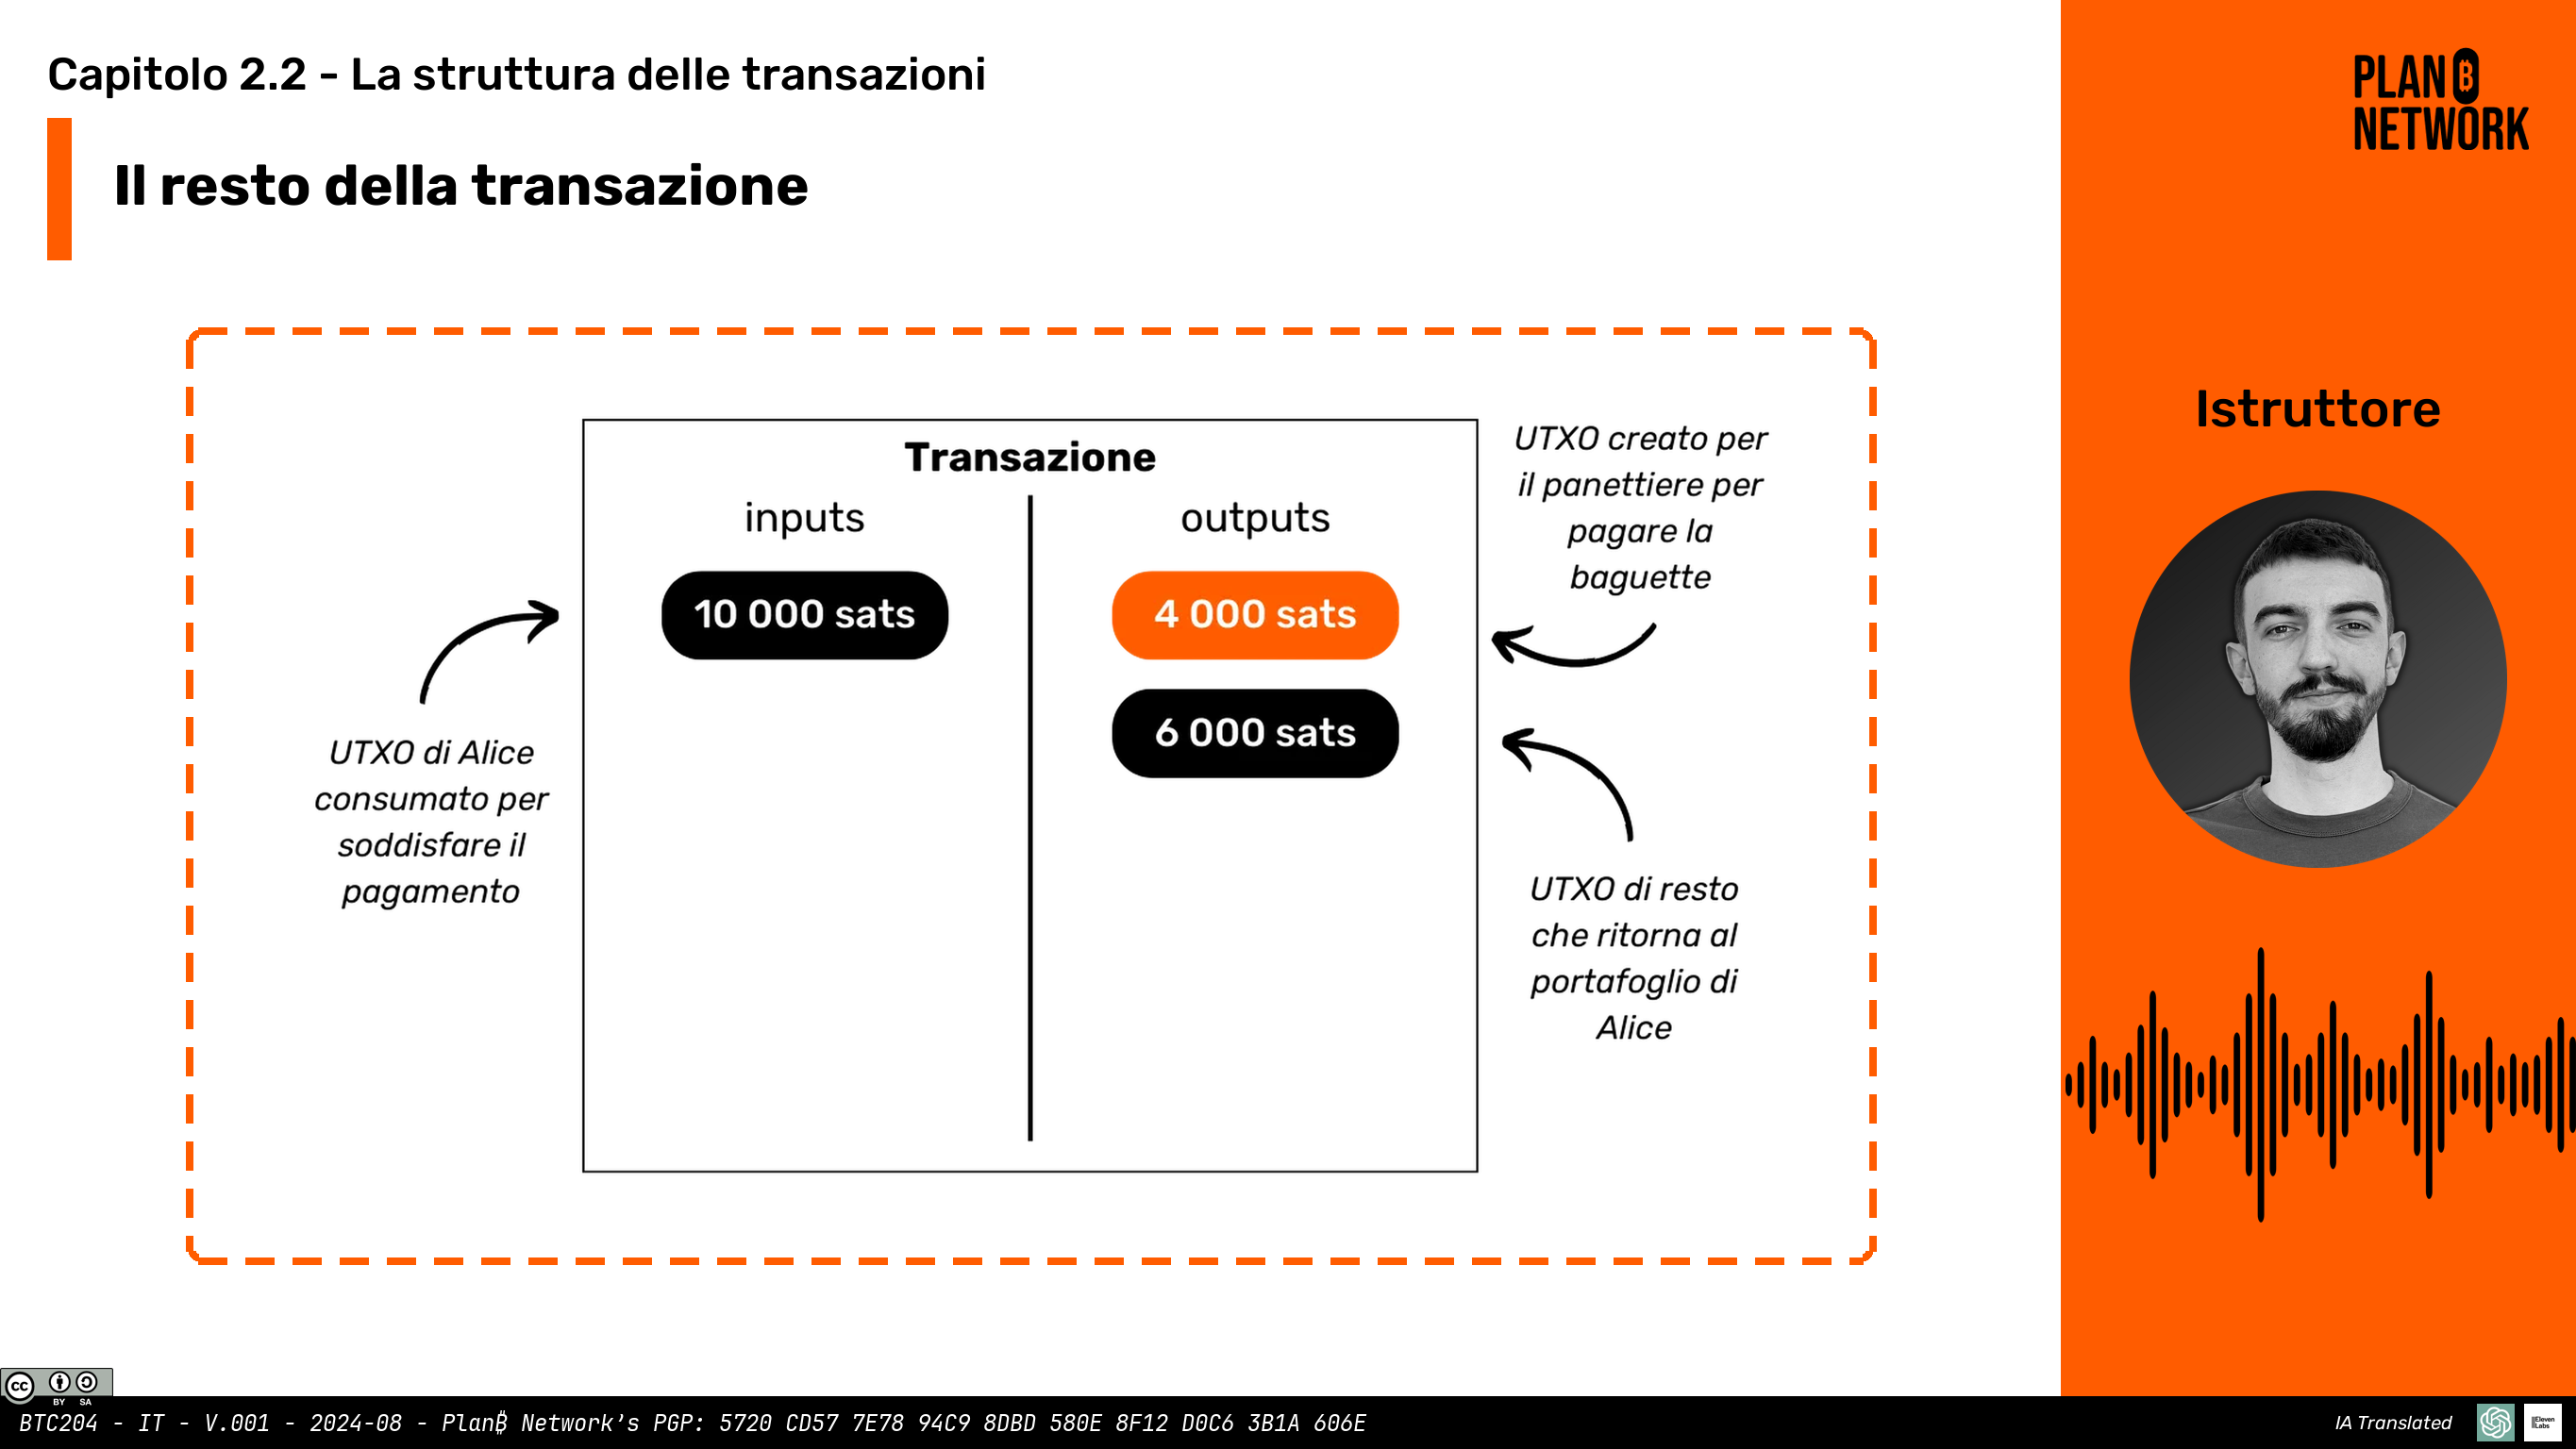 Capitolo 2.2 - La struttura delle transazioni
Il resto della transazione
PLAN ₿
NETWORK
Istruttore
Transazione
inputs
outputs
10 000 sats
4 000 sats
6 000 sats
UTXO di Alice
consumato per
soddisfare il
pagamento
UTXO creato per
il panettiere per
pagare la
baguette
UTXO di resto
che ritorna al
portafoglio di
Alice
cc
BY SA
BTC204 - IT - V.001 - 2024-08 - Plan₿ Network's PGP: 5720 CD57 7E78 94C9 8DBD 580E 8F12 D0C6 3B1A 606E
IA Translated
IIEleven
Labs